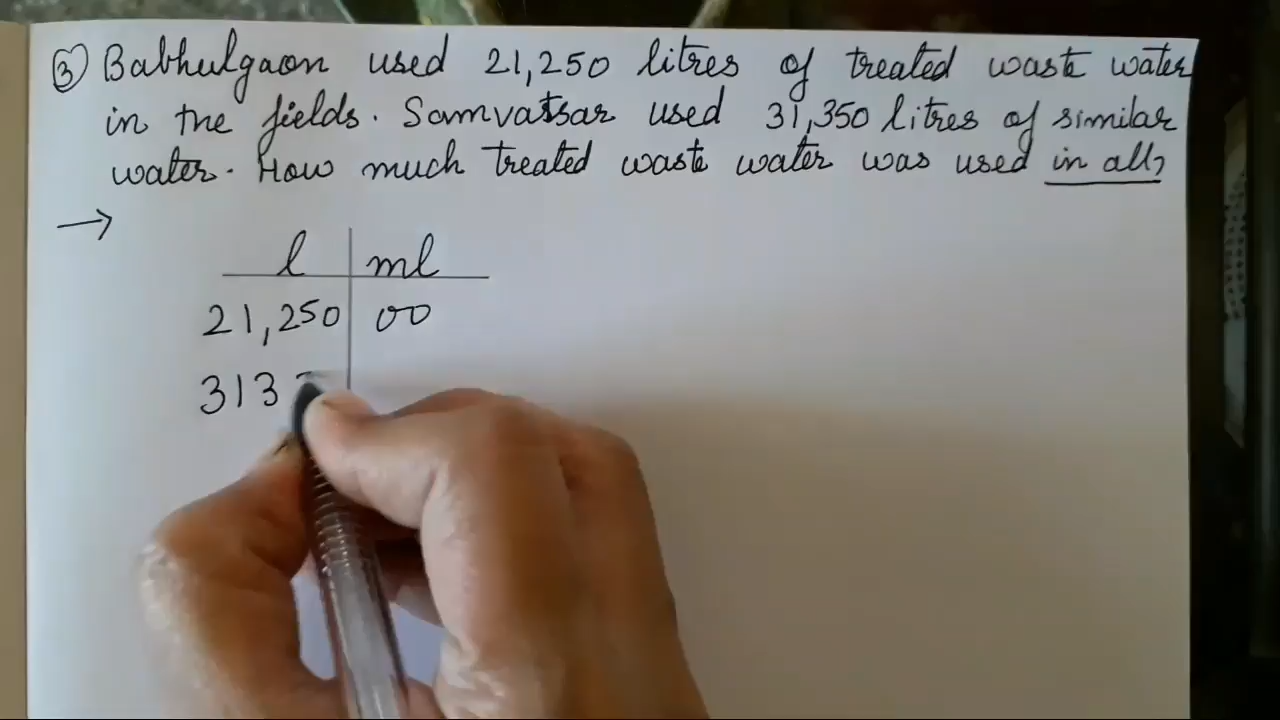 ③ Babhulgaon used 21,250 litres of treated waste water
in the fields. Samvatsar used 31,350 litres of similar
water. How much treated waste water was used in all?
→
l | ml
21,250 | 00
313